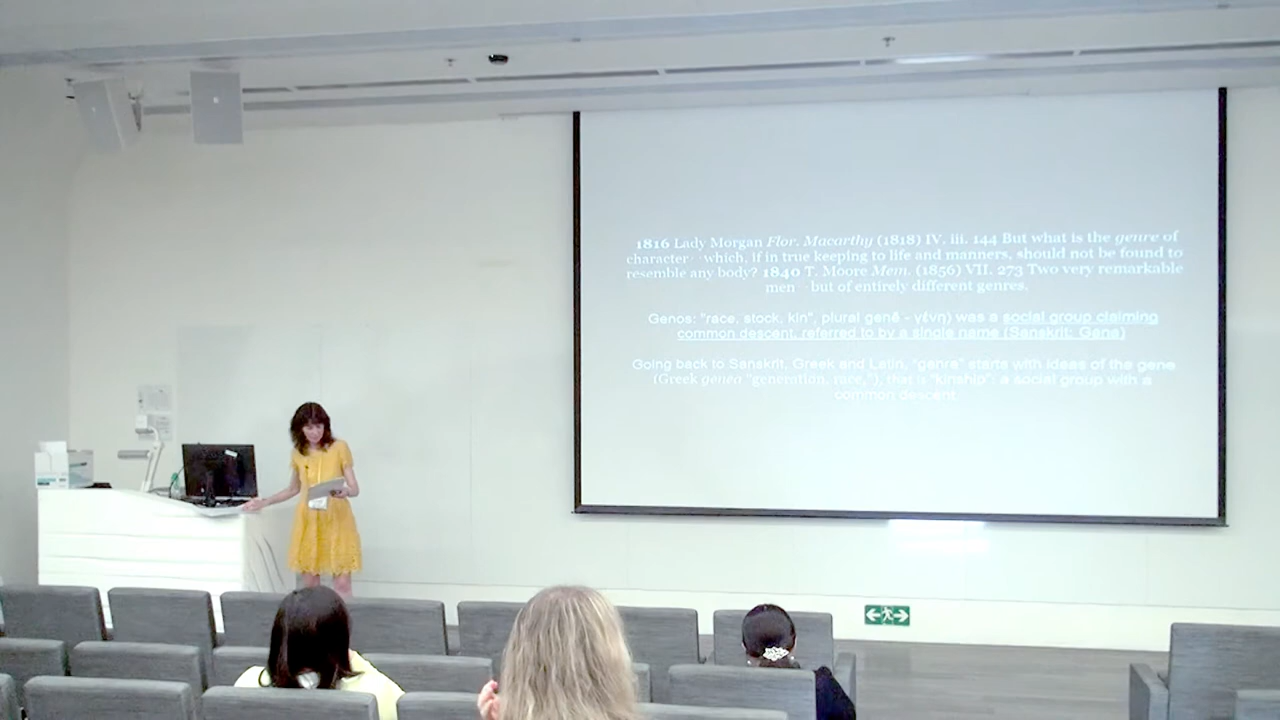 1816 Lady Morgan Flor. Macarthy (1818) IV. iii. 144 But what is the genre of
character ·· which, if in true keeping to life and manners, should not be found to
resemble any body? 1840 T. Moore Mem. (1856) VII. 273 Two very remarkable
men ·· but of entirely different genres.
Genos: "race, stock, kin", plural genē - γένη) was a social group claiming
common descent, referred to by a single name (Sanskrit: Gana)
Going back to Sanskrit, Greek and Latin, "genre" starts with ideas of the gene
(Greek genea "generation, race,"), that is "kinship": a social group with a
common descent.